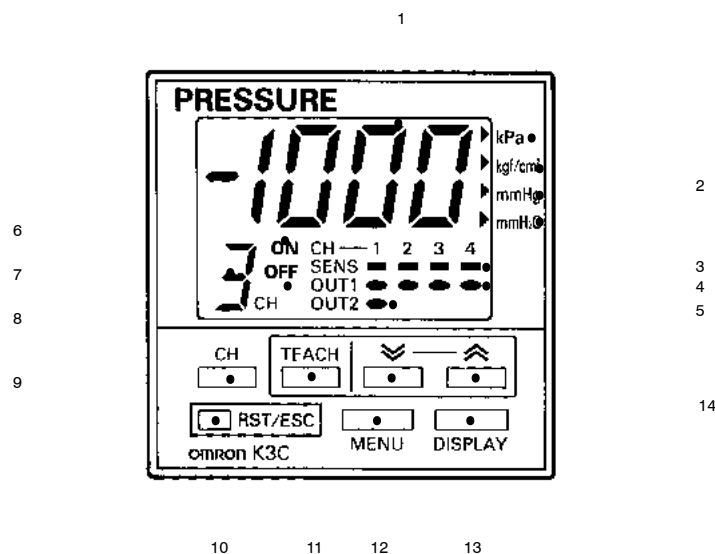 1
PRESSURE
-1000
kPa
kgf/cm²
mmHg
mmH₂O
2
6
ON CH 1 2 3 4
7
3 CH
OFF
SENS
3
OUT1
4
OUT2
5
8
CH
TEACH
9
14
RST/ESC
MENU
DISPLAY
OMRON K3C
10 11 12 13